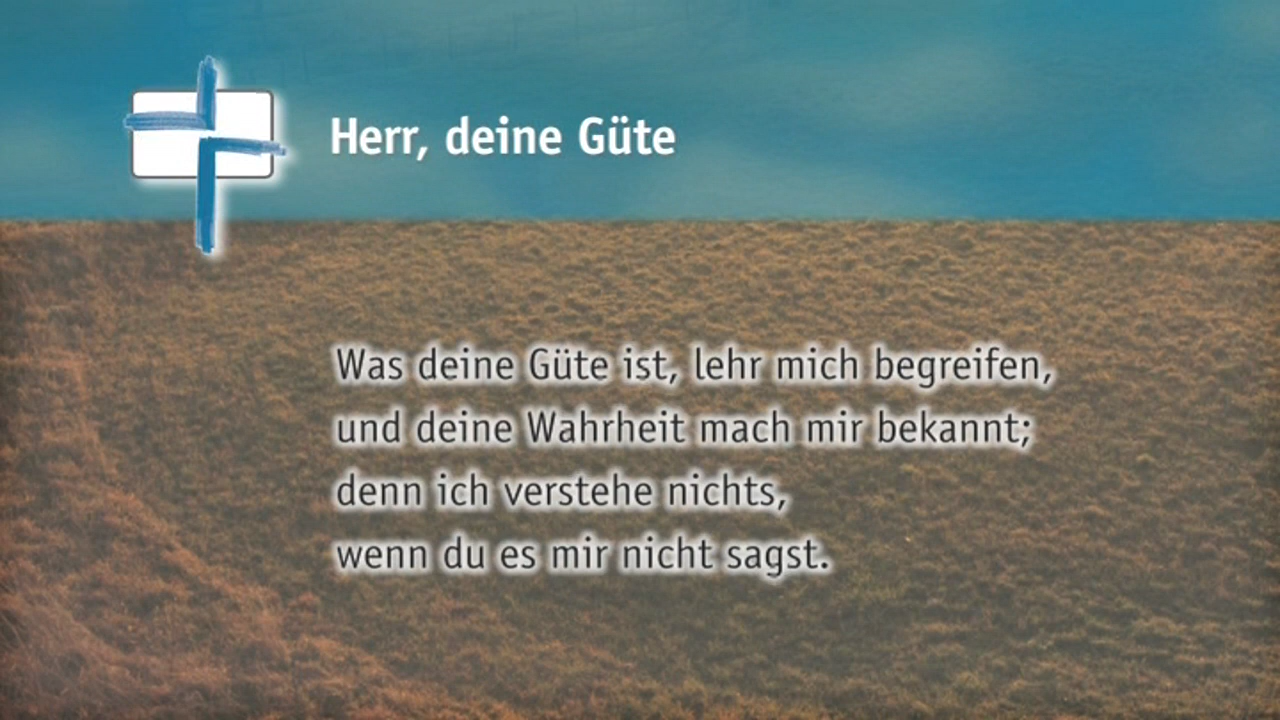 Herr, deine Güte
Was deine Güte ist, lehr mich begreifen,
und deine Wahrheit mach mir bekannt;
denn ich verstehe nichts,
wenn du es mir nicht sagst.